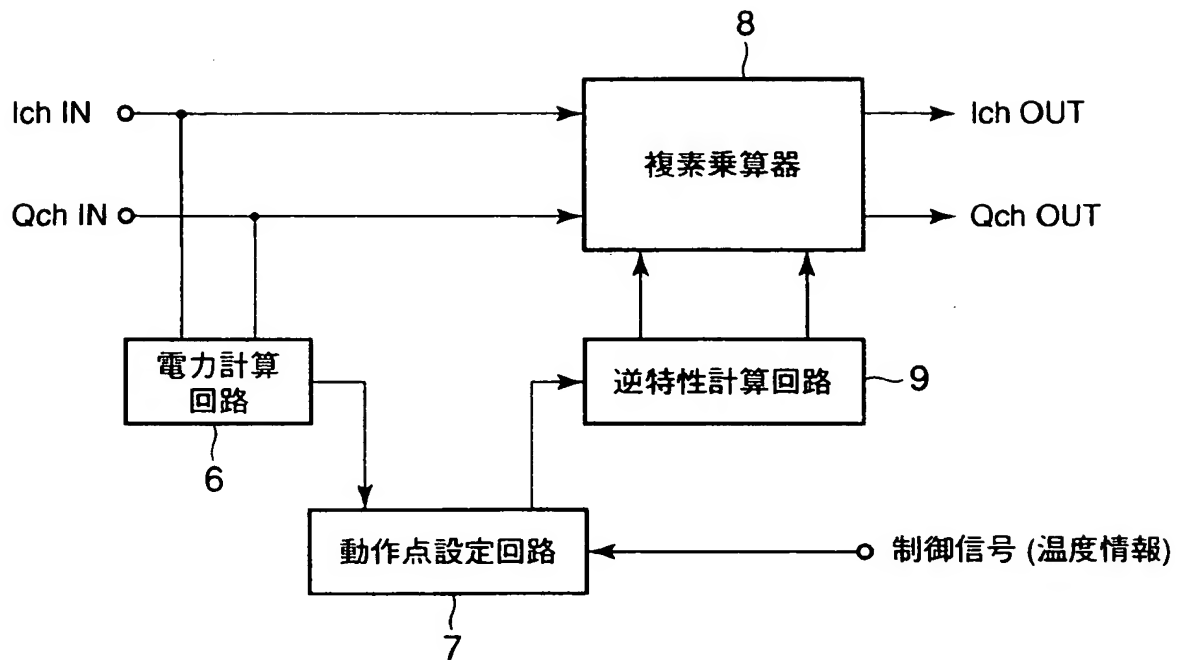 8
Ich IN
複素乗算器
Ich OUT
Qch IN
Qch OUT
電力計算
回路
6
逆特性計算回路
9
動作点設定回路
7
制御信号 (温度情報)